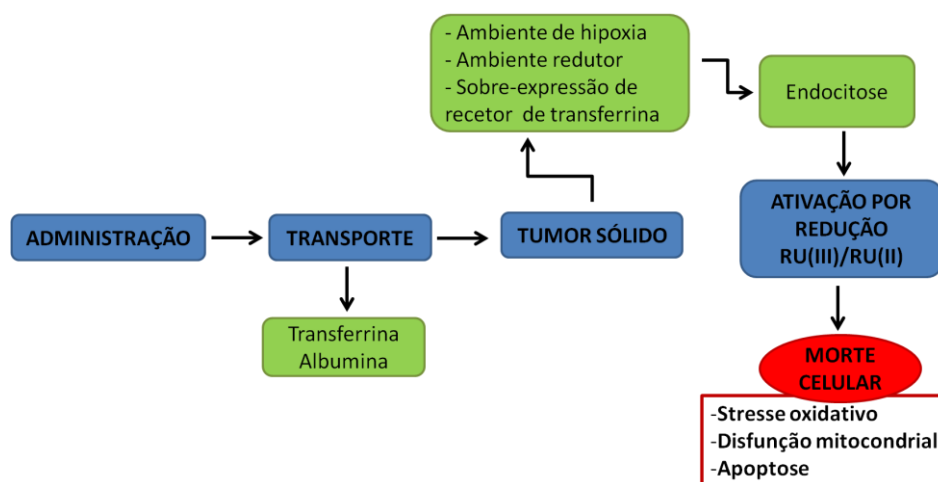 - Ambiente de hipoxia
- Ambiente redutor
- Sobre-expressão de
recetor de transferrina
Endocitose
ADMINISTRAÇÃO
TRANSPORTE
TUMOR SÓLIDO
ATIVAÇÃO POR
REDUÇÃO
RU(III)/RU(II)
Transferrina
Albumina
MORTE
CELULAR
-Stresse oxidativo
-Disfunção mitocondrial
-Apoptose